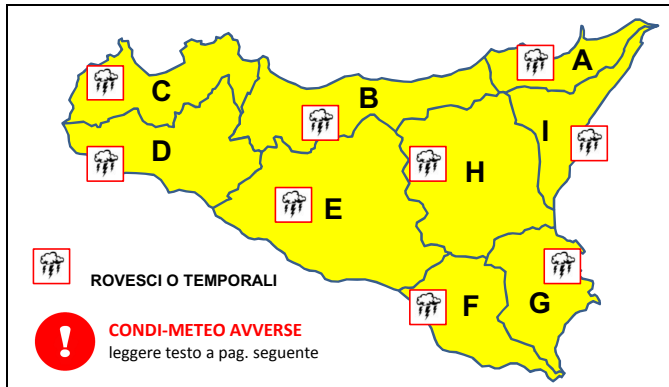 A
C
B
I
D
H
E
F
G
ROVESCI O TEMPORALI
CONDI-METEO AVVERSE
leggere testo a pag. seguente